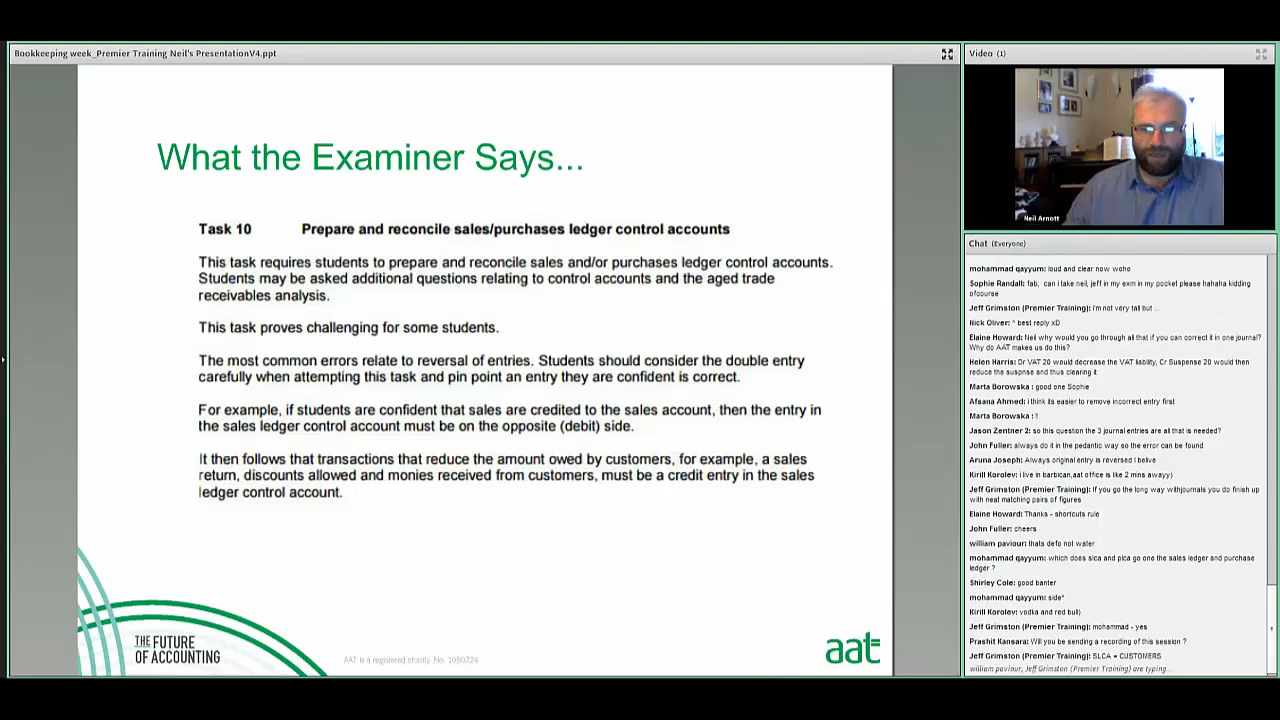 Bookkeeping week_Premier Training Neil's PresentationV4.ppt
What the Examiner Says...
Task 10 Prepare and reconcile sales/purchases ledger control accounts
This task requires students to prepare and reconcile sales and/or purchases ledger control accounts.
Students may be asked additional questions relating to control accounts and the aged trade
receivables analysis.
This task proves challenging for some students.
The most common errors relate to reversal of entries. Students should consider the double entry
carefully when attempting this task and pin point an entry they are confident is correct.
For example, if students are confident that sales are credited to the sales account, then the entry in
the sales ledger control account must be on the opposite (debit) side.
It then follows that transactions that reduce the amount owed by customers, for example, a sales
return, discounts allowed and monies received from customers, must be a credit entry in the sales
ledger control account.
THE FUTURE
OF ACCOUNTING
AAT is a registered charity. No. 1050724
aat
Video (1)
Neil Arnott
Chat (Everyone)
mohammad qayyum: loud and clear now woho
Sophie Randall: fab, can i take neil, jeff in my exm in my pocket please hahaha kidding
ofcourse
Jeff Grimston (Premier Training): I'm not very tall but ...
Nick Oliver: ^ best reply xD
Elaine Howard: Neil why would you go through all that if you can correct it in one journal?
Why do AAT makes us do this?
Helen Harris: Dr VAT 20 would decrease the VAT liablity, Cr Suspense 20 would then
reduce the suspnse and thus clearing it
Marta Borowska : good one Sophie
Afsana Ahmed: i think its easier to remove incorrect entry first
Marta Borowska : !!
Jason Zentner 2: so this question the 3 journal entries are all that is needed?
John Fuller: always do it in the pedantic way so the error can be found
Aruna Joseph: Always original entry is reversed I belive
Kirill Korolev: i live in barbican,aat office is like 2 mins awayy)
Jeff Grimston (Premier Training): If you go the long way withjournals you do finish up
with neat matching pairs of figures
Elaine Howard: Thanks - shortcuts rule
John Fuller: cheers
william paviour: thats defo not water
mohammad qayyum: which does slca and plca go one the sales ledger and purchase
ledger ?
Shirley Cole: good banter
mohammad qayyum: side*
Kirill Korolev: vodka and red bull)
Jeff Grimston (Premier Training): mohammad - yes
Prashit Kansara: Will you be sending a recording of this session ?
Jeff Grimston (Premier Training): SLCA = CUSTOMERS
william paviour, Jeff Grimston (Premier Training) are typing...